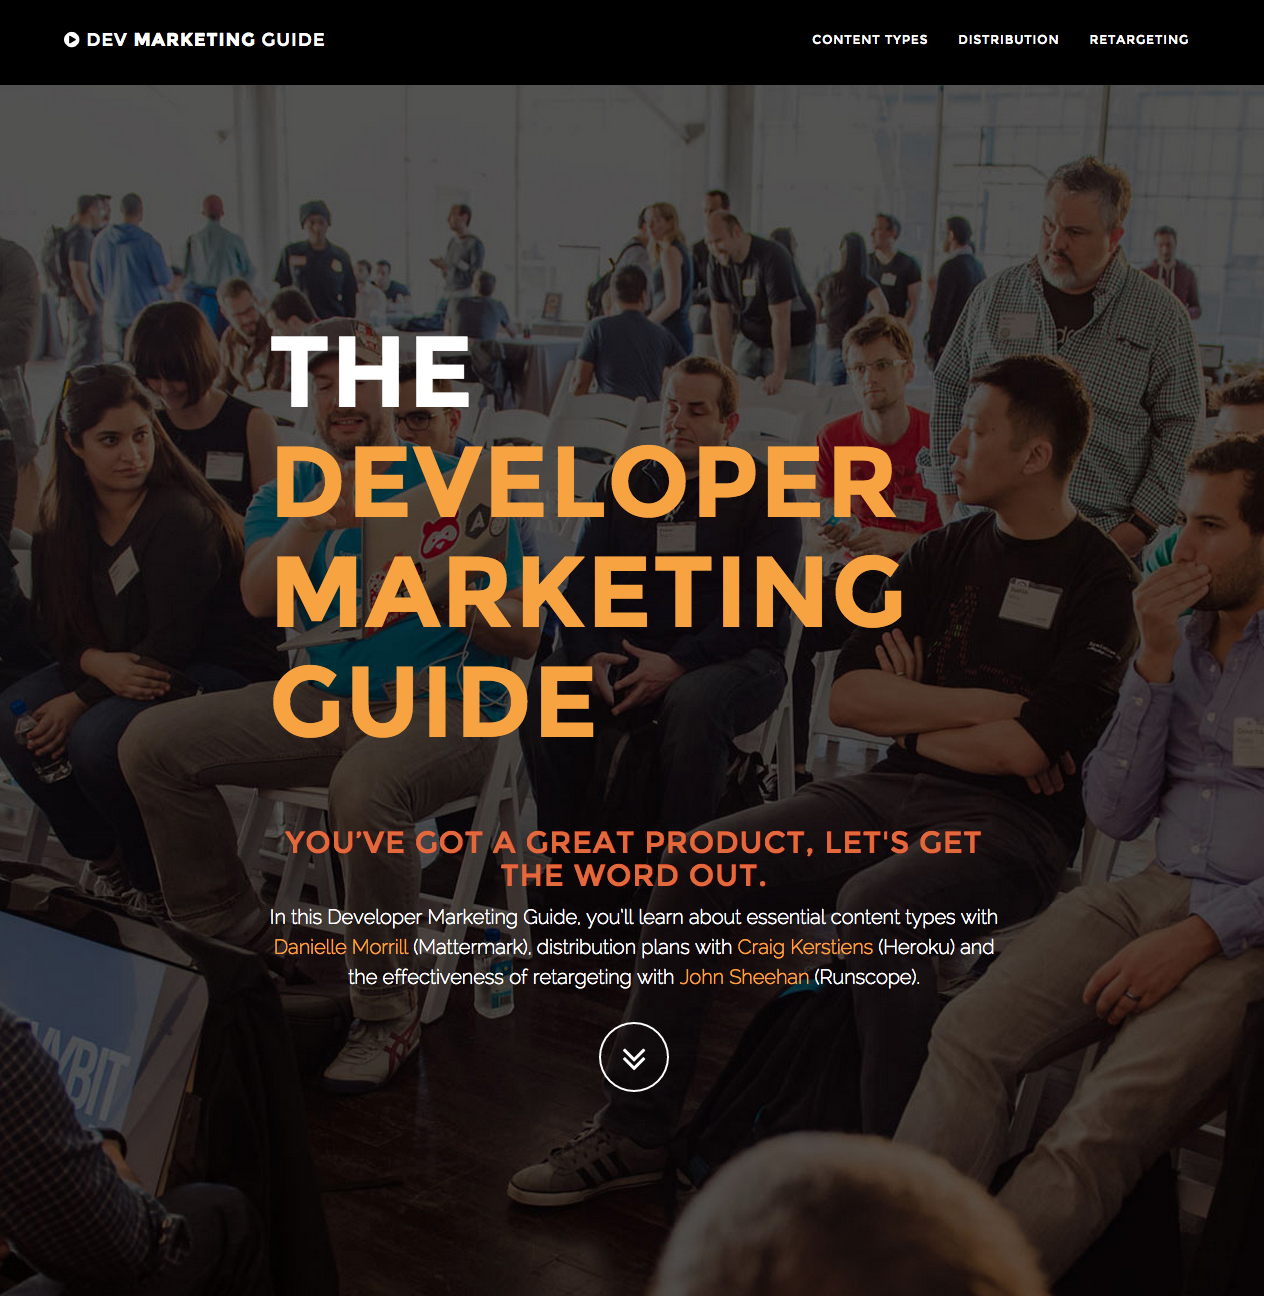 DEV MARKETING GUIDE
CONTENT TYPES DISTRIBUTION RETARGETING
THE
DEVELOPER
MARKETING
GUIDE
YOU’VE GOT A GREAT PRODUCT, LET'S GET
THE WORD OUT.
In this Developer Marketing Guide, you'll learn about essential content types with
Danielle Morrill (Mattermark), distribution plans with Craig Kerstiens (Heroku) and
the effectiveness of retargeting with John Sheehan (Runscope).